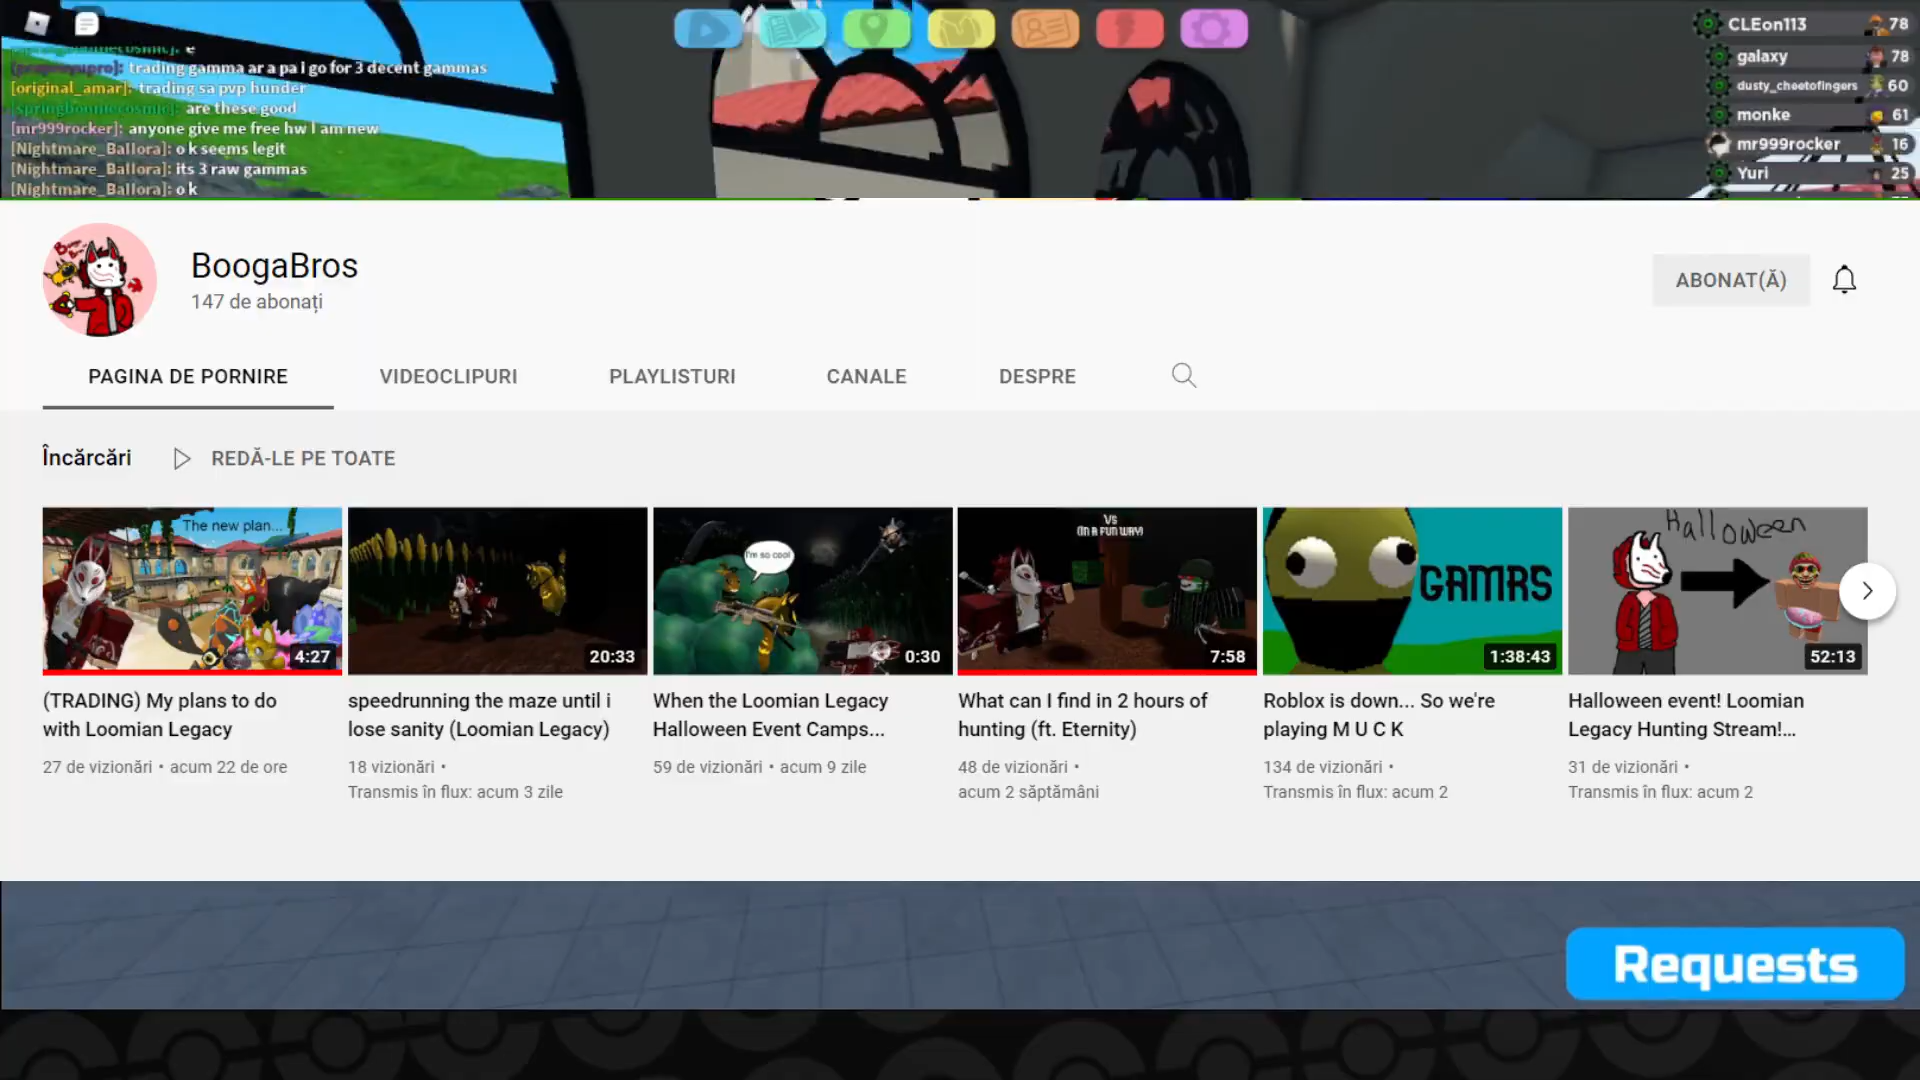 CLEon113 78
galaxy 78
dusty_cheetofingers 60
monke 61
mr999rocker 16
Yuri 25
trading gamma ar a pa i go for 3 decent gammas
[original_amar]: trading sa pvp hunder
[springbonniecosmic]: are these good
[mr999rocker]: anyone give me free hw I am new
[Nightmare_Ballora]: o k seems legit
[Nightmare_Ballora]: its 3 raw gammas
[Nightmare_Ballora]: o k
BoogaBros
147 de abonați
ABONAT(Ă)
PAGINA DE PORNIRE
VIDEOCLIPURI
PLAYLISTURI
CANALE
DESPRE
Încărcări
REDĂ-LE PE TOATE
The new plan...
4:27
20:33
I'm so cool
0:30
VS
(IN A FUN WAY)
7:58
GAMRS
1:38:43
Halloween
52:13
(TRADING) My plans to do
with Loomian Legacy
27 de vizionări • acum 22 de ore
speedrunning the maze until i
lose sanity (Loomian Legacy)
18 vizionări •
Transmis în flux: acum 3 zile
When the Loomian Legacy
Halloween Event Camps...
59 de vizionări • acum 9 zile
What can I find in 2 hours of
hunting (ft. Eternity)
48 de vizionări •
acum 2 săptămâni
Roblox is down... So we're
playing M U C K
134 de vizionări •
Transmis în flux: acum 2
Halloween event! Loomian
Legacy Hunting Stream!...
31 de vizionări •
Transmis în flux: acum 2
Requests